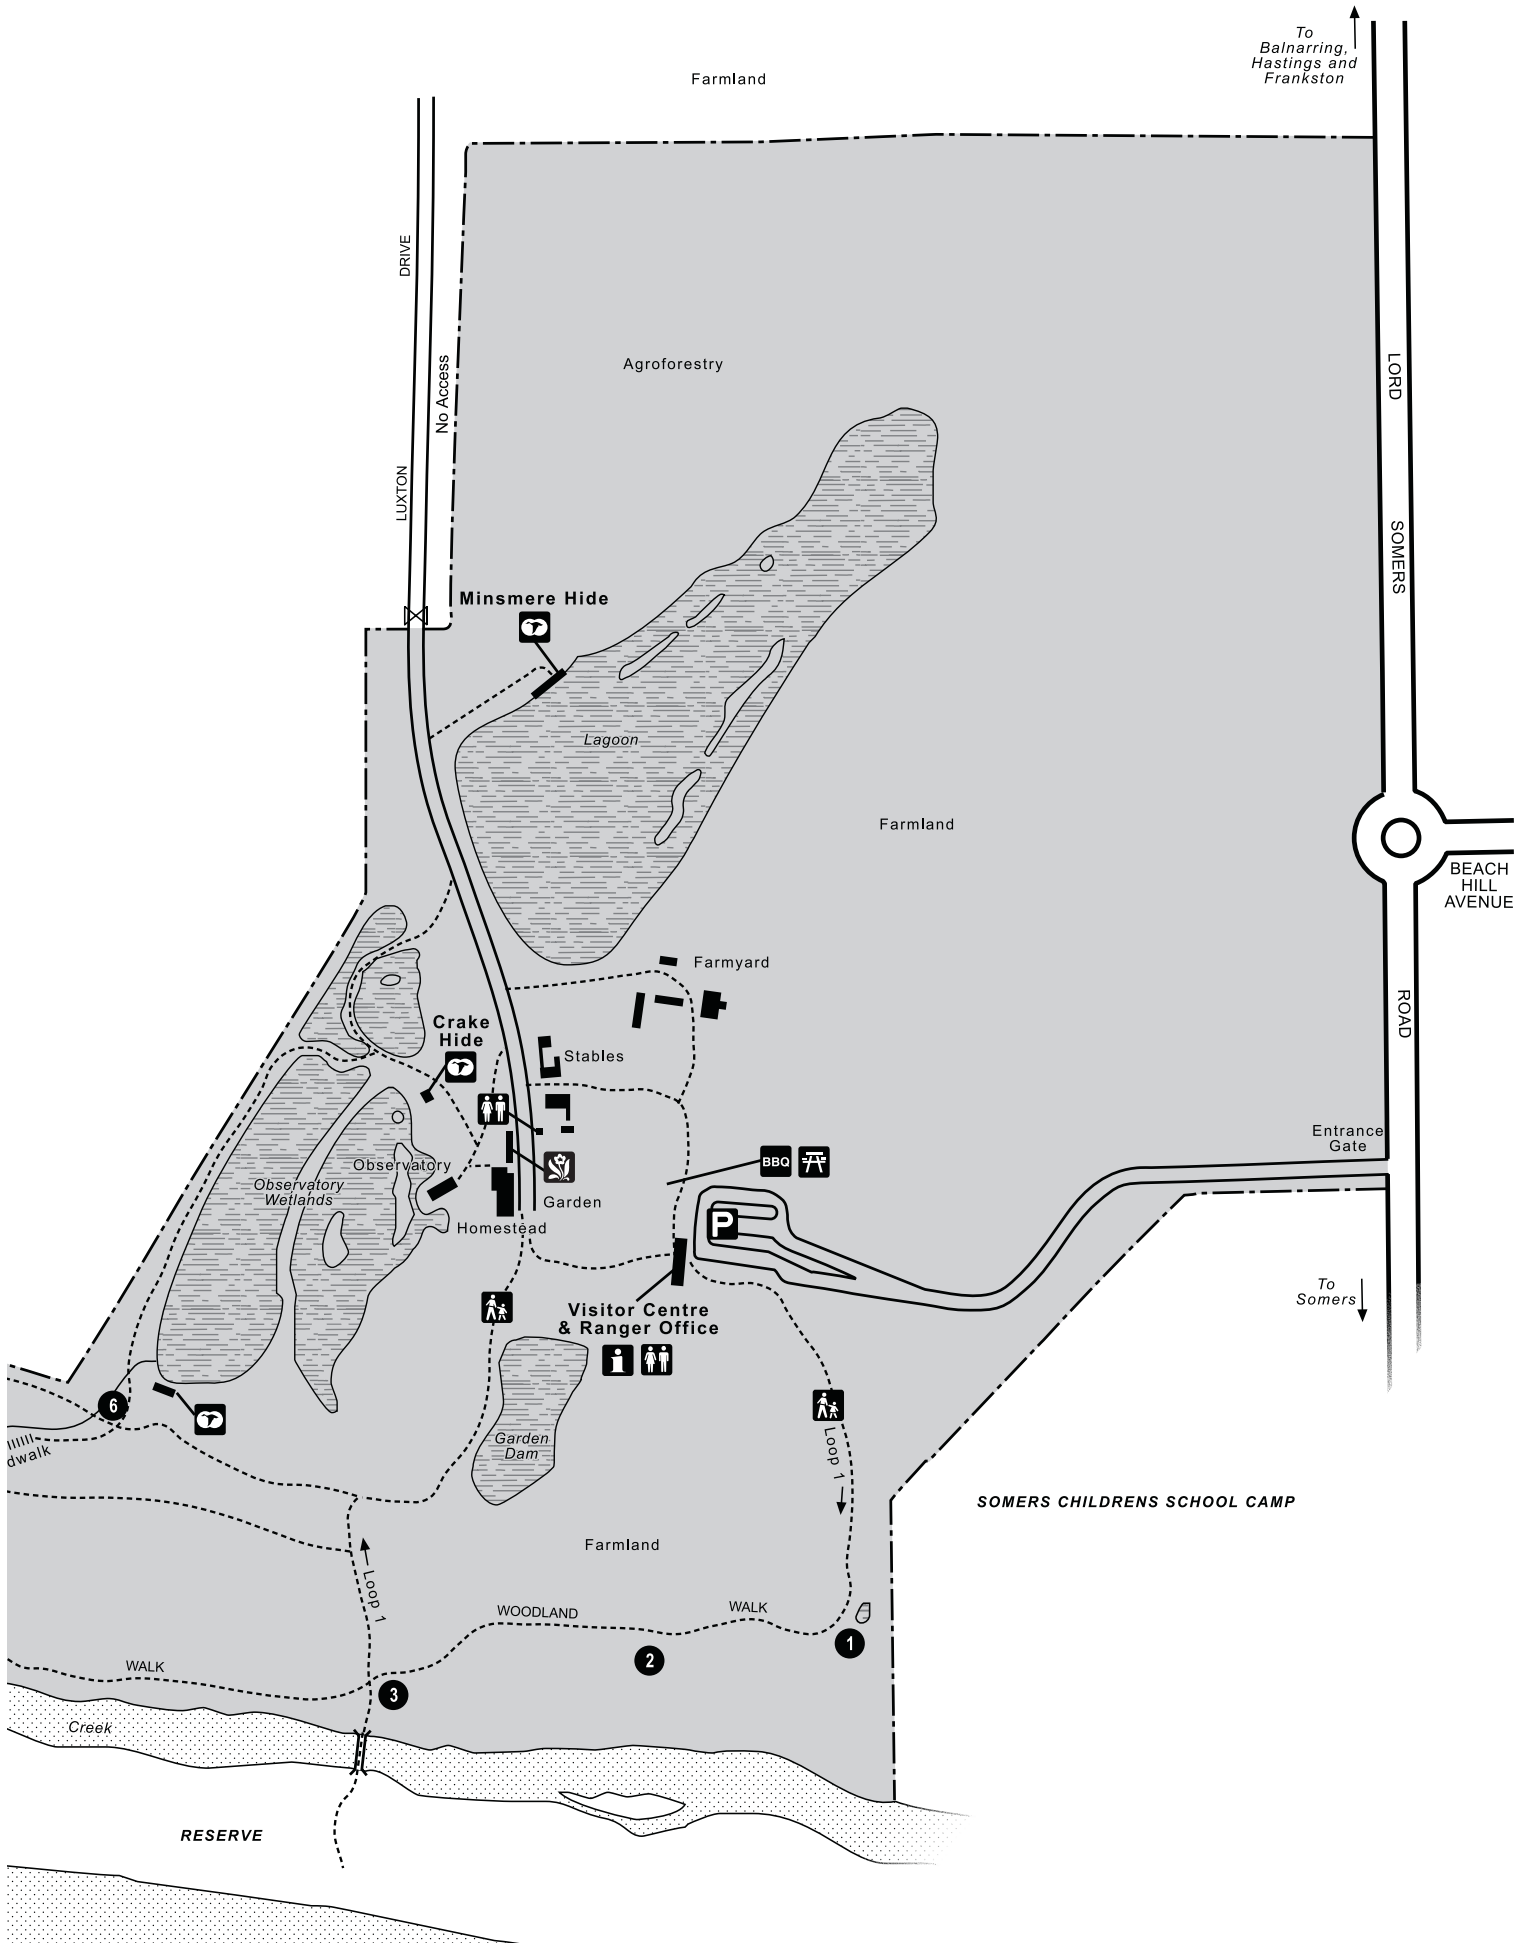 To
Balnarring,
Hastings and
Frankston
Farmland
DRIVE
No Access
LUXTON
Agroforestry
LORD
SOMERS
ROAD
Minsmere Hide
Lagoon
Farmland
BEACH
HILL
AVENUE
Farmyard
Crake
Hide
Stables
Entrance
Gate
BBQ
Observatory
Observatory
Wetlands
Garden
Homestead
P
To
Somers
Visitor Centre
& Ranger Office
i
6
dwalk
Garden
Dam
Loop 1
SOMERS CHILDRENS SCHOOL CAMP
Farmland
Loop 1
WOODLAND
WALK
1
2
WALK
3
Creek
RESERVE